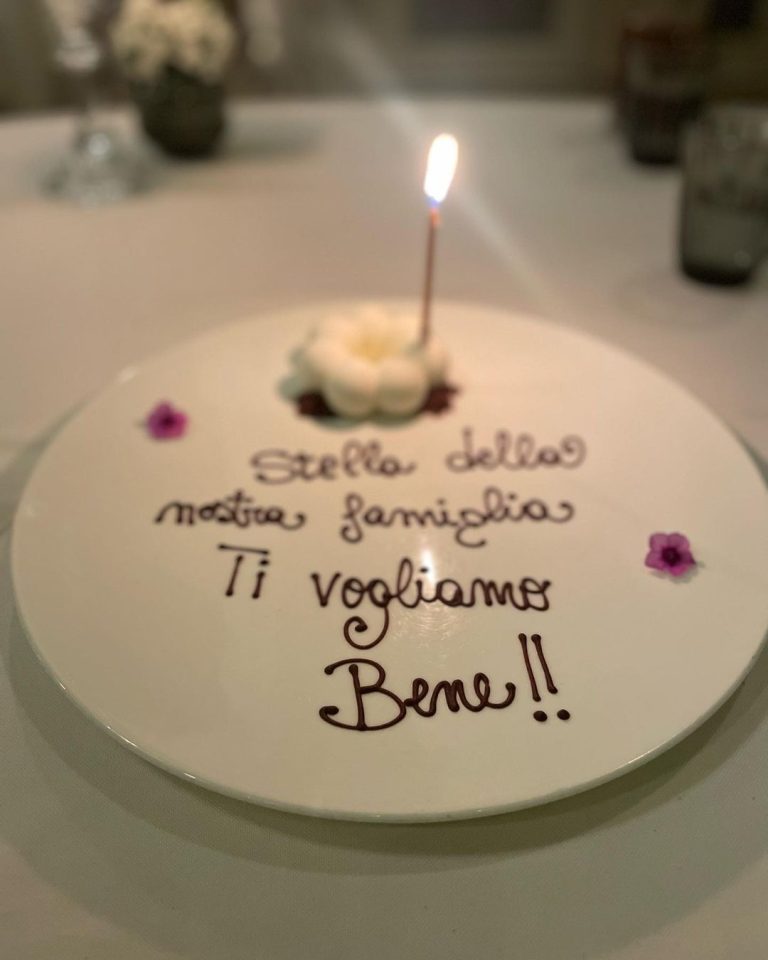 Stella della
nostra famiglia
Ti vogliamo
Bene!!